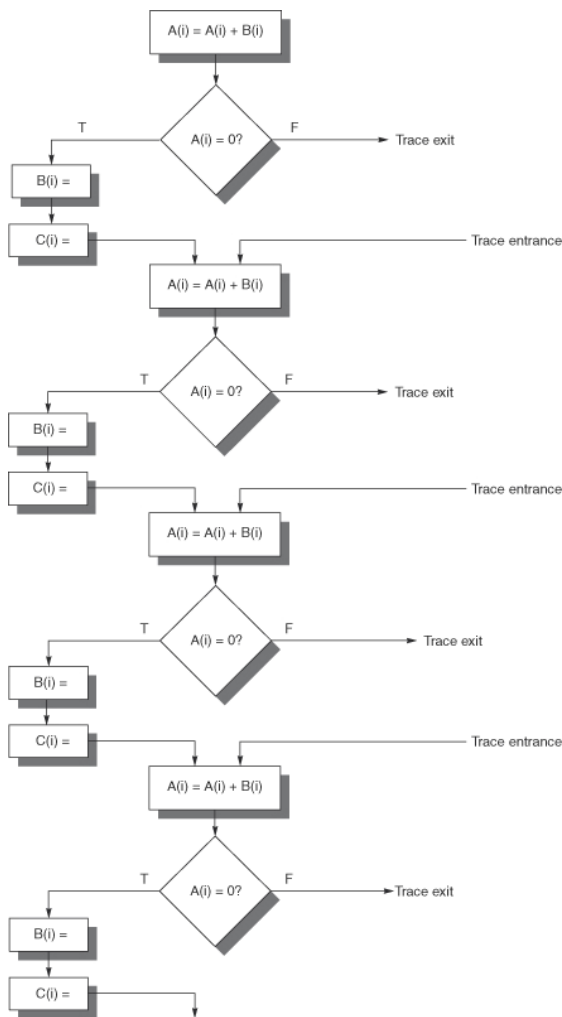 A(i) = A(i) + B(i)
T
A(i) = 0?
F
Trace exit
B(i) =
C(i) =
Trace entrance
A(i) = A(i) + B(i)
T
A(i) = 0?
F
Trace exit
B(i) =
C(i) =
Trace entrance
A(i) = A(i) + B(i)
T
A(i) = 0?
F
Trace exit
B(i) =
C(i) =
Trace entrance
A(i) = A(i) + B(i)
T
A(i) = 0?
F
Trace exit
B(i) =
C(i) =